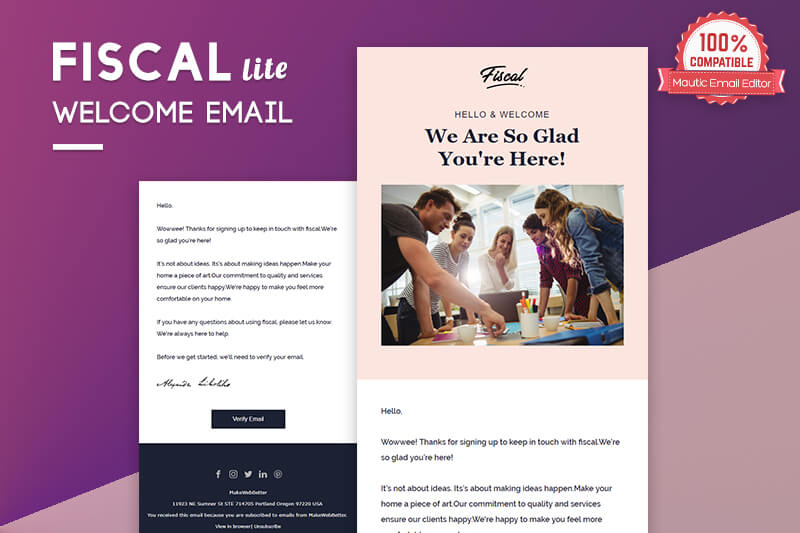 FISCAL lite
WELCOME EMAIL
100%
COMPATIBLE
Mautic Email Editor
Fiscal
HELLO & WELCOME
We Are So Glad
You're Here!
Hello,
Wowwee! Thanks for signing up to keep in touch with fiscal.We're
so glad you're here!
It's not about ideas. Its's about making ideas happen.Make your
home a piece of art.Our commitment to quality and services
ensure our clients happy.We're happy to make you feel more
comfortable on your home.
If you have any questions about using fiscal, please let us know.
We're always here to help.
Before we get started, we'll need to verify your email.
Verify Email
MakeWebBetter
11923 NE Sumner St STE 714705 Portland Oregon 97220 USA
You received this email because you are subscribed to emails from MakeWebBetter.
View in browser| Unsubscribe
Hello,
Wowwee! Thanks for signing up to keep in touch with fiscal.We're
so glad you're here!
It's not about ideas. Its's about making ideas happen.Make your
home a piece of art.Our commitment to quality and services
ensure our clients happy.We're happy to make you feel more